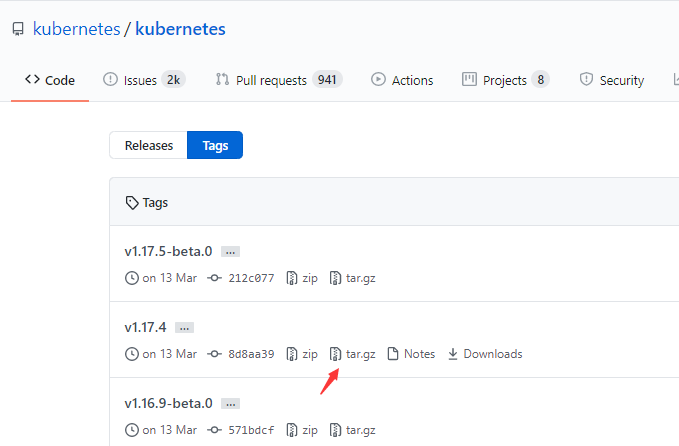 kubernetes / kubernetes
Code Issues 2k Pull requests 941 Actions Projects 8 Security
Releases Tags
Tags
v1.17.5-beta.0 ...
on 13 Mar 212c077 zip tar.gz
v1.17.4 ...
on 13 Mar 8d8aa39 zip tar.gz Notes Downloads
v1.16.9-beta.0 ...
on 13 Mar 571bdcf zip tar.gz